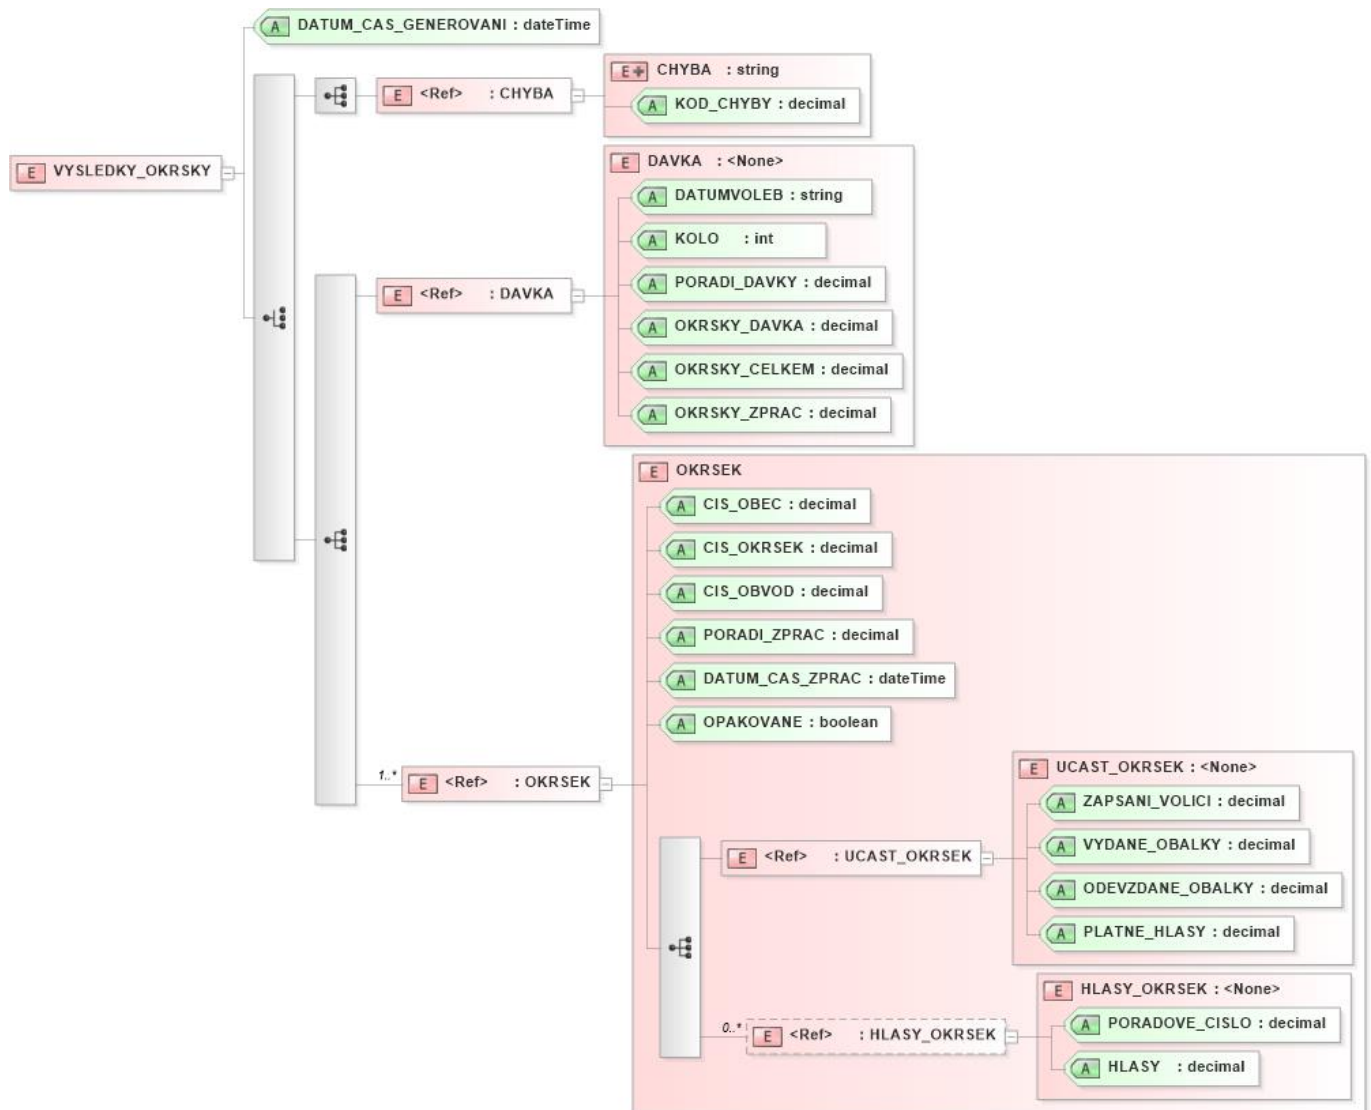 A DATUM_CAS_GENEROVANI : dateTime
E CHYBA : string
E <Ref> : CHYBA
A KOD_CHYBY : decimal
E VYSLEDKY_OKRSKY
E DAVKA : <None>
A DATUMVOLEB : string
A KOLO : int
A PORADI_DAVKY : decimal
E <Ref> : DAVKA
A OKRSKY_DAVKA : decimal
A OKRSKY_CELKEM : decimal
A OKRSKY_ZPRAC : decimal
E OKRSEK
A CIS_OBEC : decimal
A CIS_OKRSEK : decimal
A CIS_OBVOD : decimal
A PORADI_ZPRAC : decimal
A DATUM_CAS_ZPRAC : dateTime
A OPAKOVANE : boolean
1..* E <Ref> : OKRSEK
E UCAST_OKRSEK : <None>
A ZAPSANI_VOLICI : decimal
A VYDANE_OBALKY : decimal
E <Ref> : UCAST_OKRSEK
A ODEVZDANE_OBALKY : decimal
A PLATNE_HLASY : decimal
E HLASY_OKRSEK : <None>
A PORADOVE_CISLO : decimal
0..* E <Ref> : HLASY_OKRSEK
A HLASY : decimal